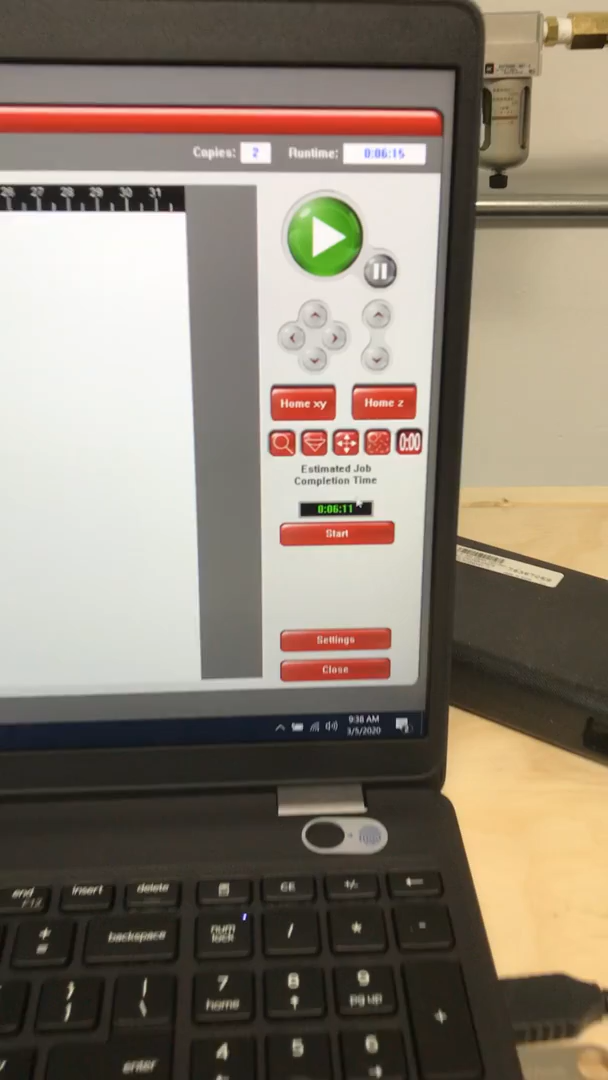 Copies: 2 Runtime: 0:06:15
26 27 28 29 30 31
Home xy Home z
0:00
Estimated Job
Completion Time
0:06:11
Start
Settings
Close
9:38 AM
3/5/2020
end insert delete CE +/-
F12
= backspace num / * -
lock
7 8 9
home pg up
+
enter 4 5 6